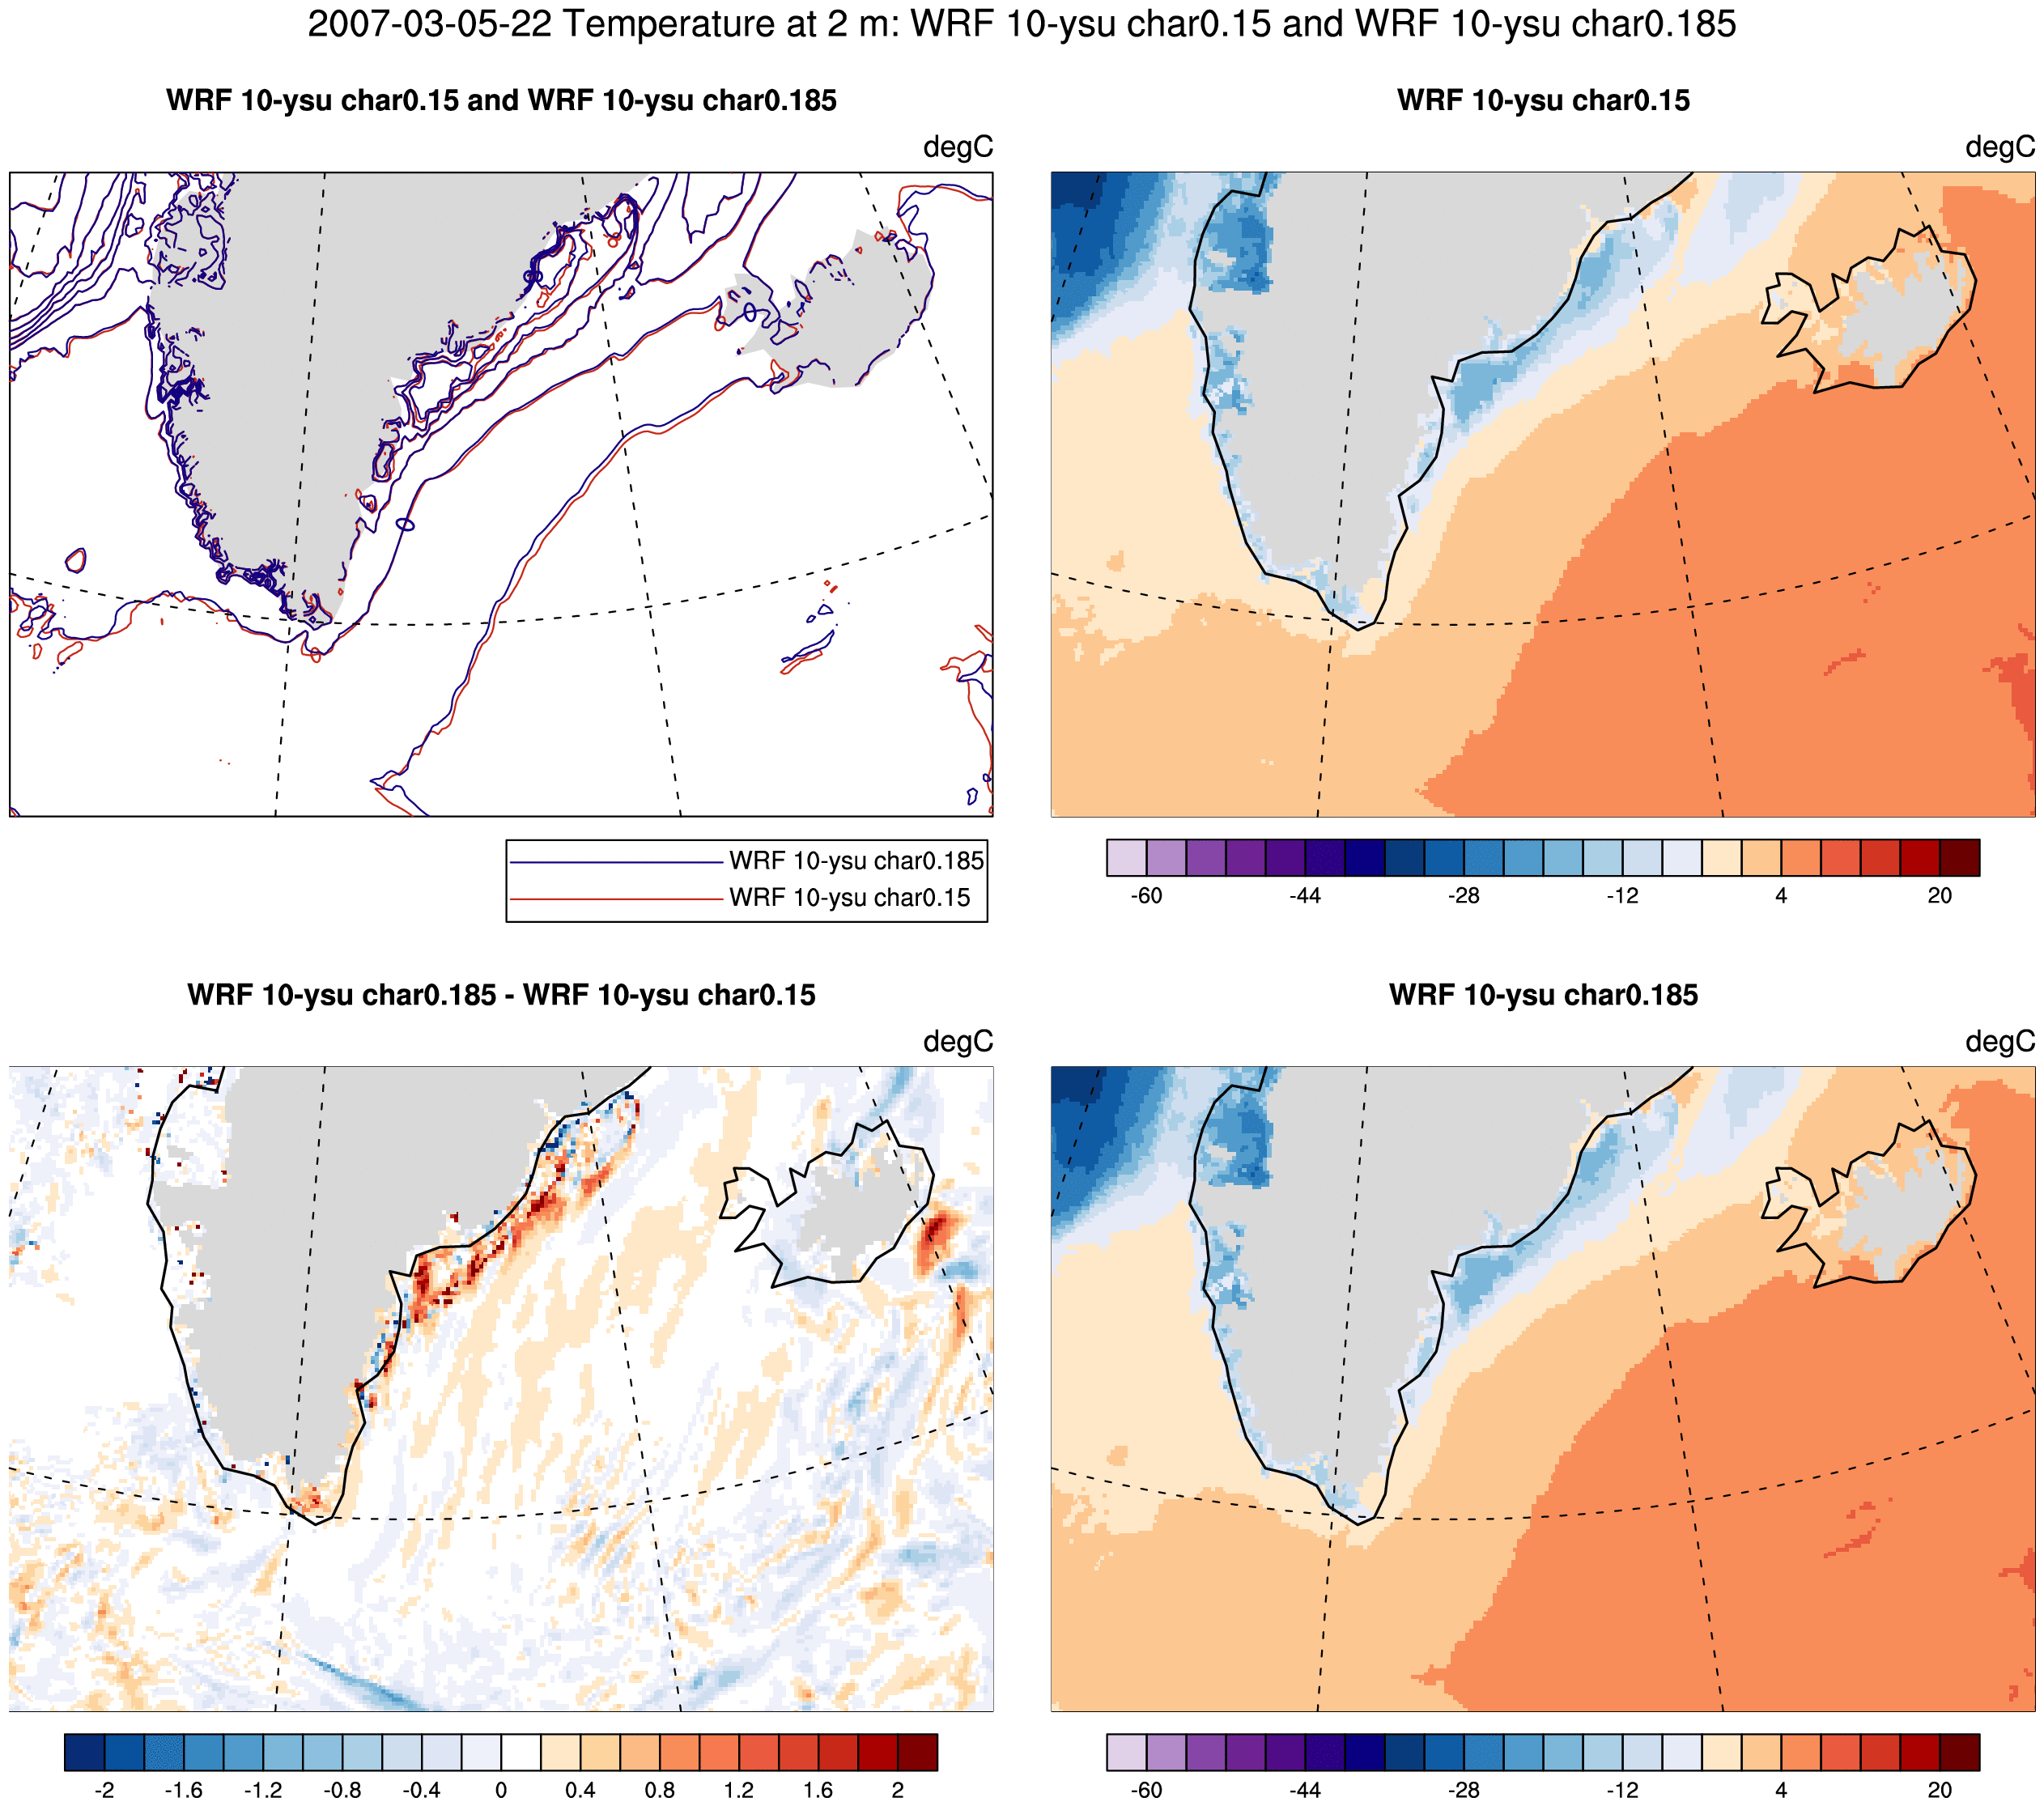 2007-03-05-22 Temperature at 2 m: WRF 10-ysu char0.15 and WRF 10-ysu char0.185
WRF 10-ysu char0.15 and WRF 10-ysu char0.185
degC
WRF 10-ysu char0.185
WRF 10-ysu char0.15
WRF 10-ysu char0.15
degC
-60 -44 -28 -12 4 20
WRF 10-ysu char0.185 - WRF 10-ysu char0.15
degC
-2 -1.6 -1.2 -0.8 -0.4 0 0.4 0.8 1.2 1.6 2
WRF 10-ysu char0.185
degC
-60 -44 -28 -12 4 20